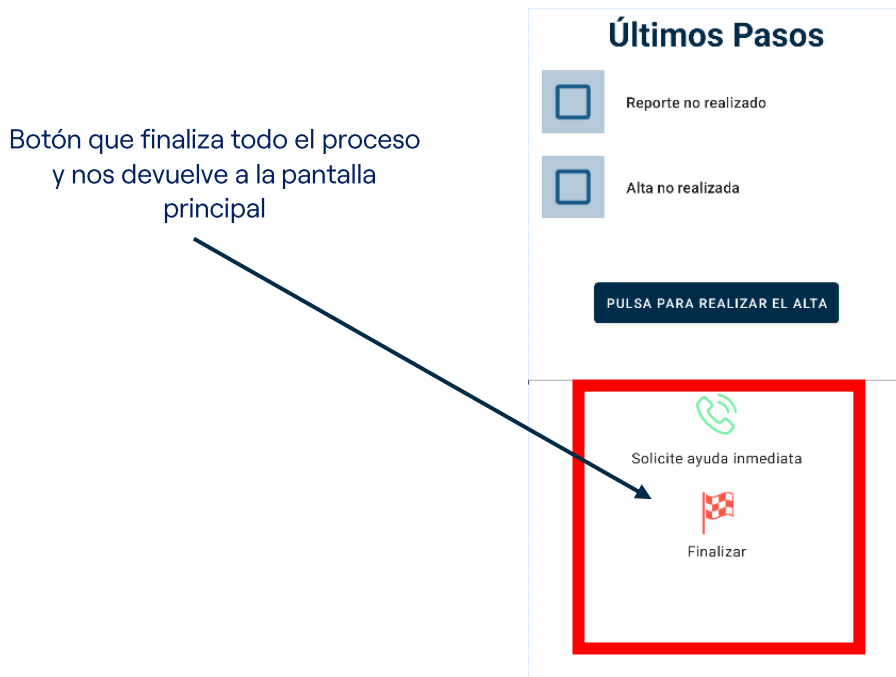 Últimos Pasos
Reporte no realizado
Botón que finaliza todo el proceso
y nos devuelve a la pantalla
principal
Alta no realizada
PULSA PARA REALIZAR EL ALTA
Solicite ayuda inmediata
Finalizar